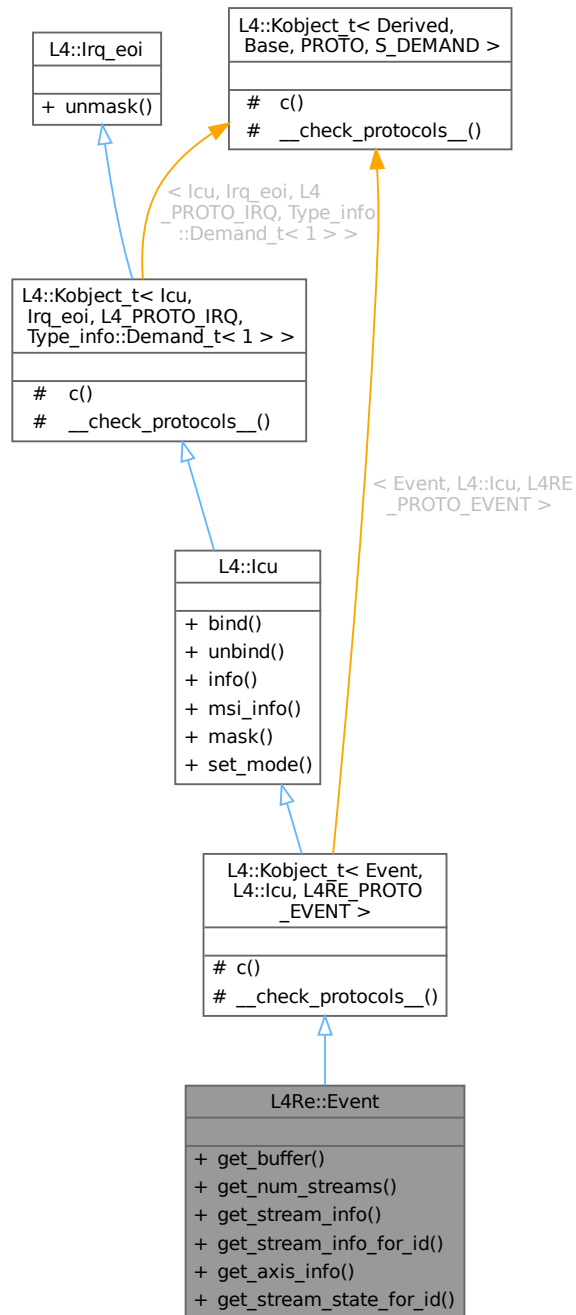 L4::Irq_eoi
+ unmask()
L4::Kobject_t< Derived,
Base, PROTO, S_DEMAND >
# c()
# __check_protocols__()
< Icu, Irq_eoi, L4
_PROTO_IRQ, Type_info
::Demand_t< 1 > >
L4::Kobject_t< Icu,
Irq_eoi, L4_PROTO_IRQ,
Type_info::Demand_t< 1 > >
# c()
# __check_protocols__()
< Event, L4::Icu, L4RE
_PROTO_EVENT >
L4::Icu
+ bind()
+ unbind()
+ info()
+ msi_info()
+ mask()
+ set_mode()
L4::Kobject_t< Event,
L4::Icu, L4RE_PROTO
_EVENT >
# c()
# __check_protocols__()
L4Re::Event
+ get_buffer()
+ get_num_streams()
+ get_stream_info()
+ get_stream_info_for_id()
+ get_axis_info()
+ get_stream_state_for_id()